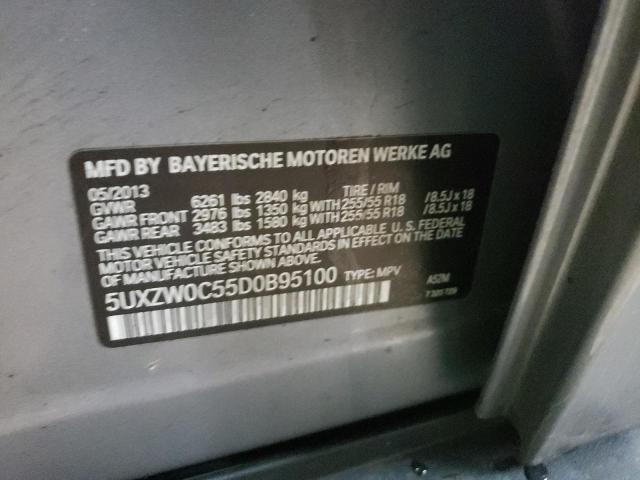 MFD BY BAYERISCHE MOTOREN WERKE AG
05/2013 TIRE / RIM
GVWR 6261 lbs 2840 kg
GAWR FRONT 2976 lbs 1350 kg WITH 255/55 R18 /8.5J x 18
GAWR REAR 3483 lbs 1580 kg WITH 255/55 R18 /8.5J x 18
THIS VEHICLE CONFORMS TO ALL APPLICABLE U.S. FEDERAL
MOTOR VEHICLE SAFETY STANDARDS IN EFFECT ON THE DATE
OF MANUFACTURE SHOWN ABOVE.
5UXZW0C55D0B95100 TYPE: MPV